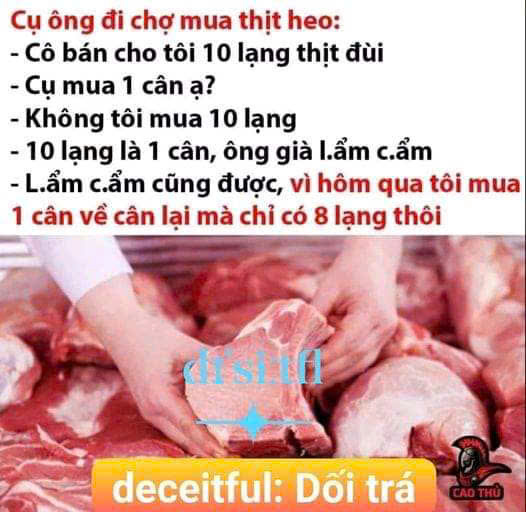 Cụ ông đi chợ mua thịt heo:
- Cô bán cho tôi 10 lạng thịt đùi
- Cụ mua 1 cân ạ?
- Không tôi mua 10 lạng
- 10 lạng là 1 cân, ông già l.ẩm c.ẩm
- L.ẩm c.ẩm cũng được, vì hôm qua tôi mua
1 cân về cân lại mà chỉ có 8 lạng thôi
deceitful: Dối trá
CAO THỦ